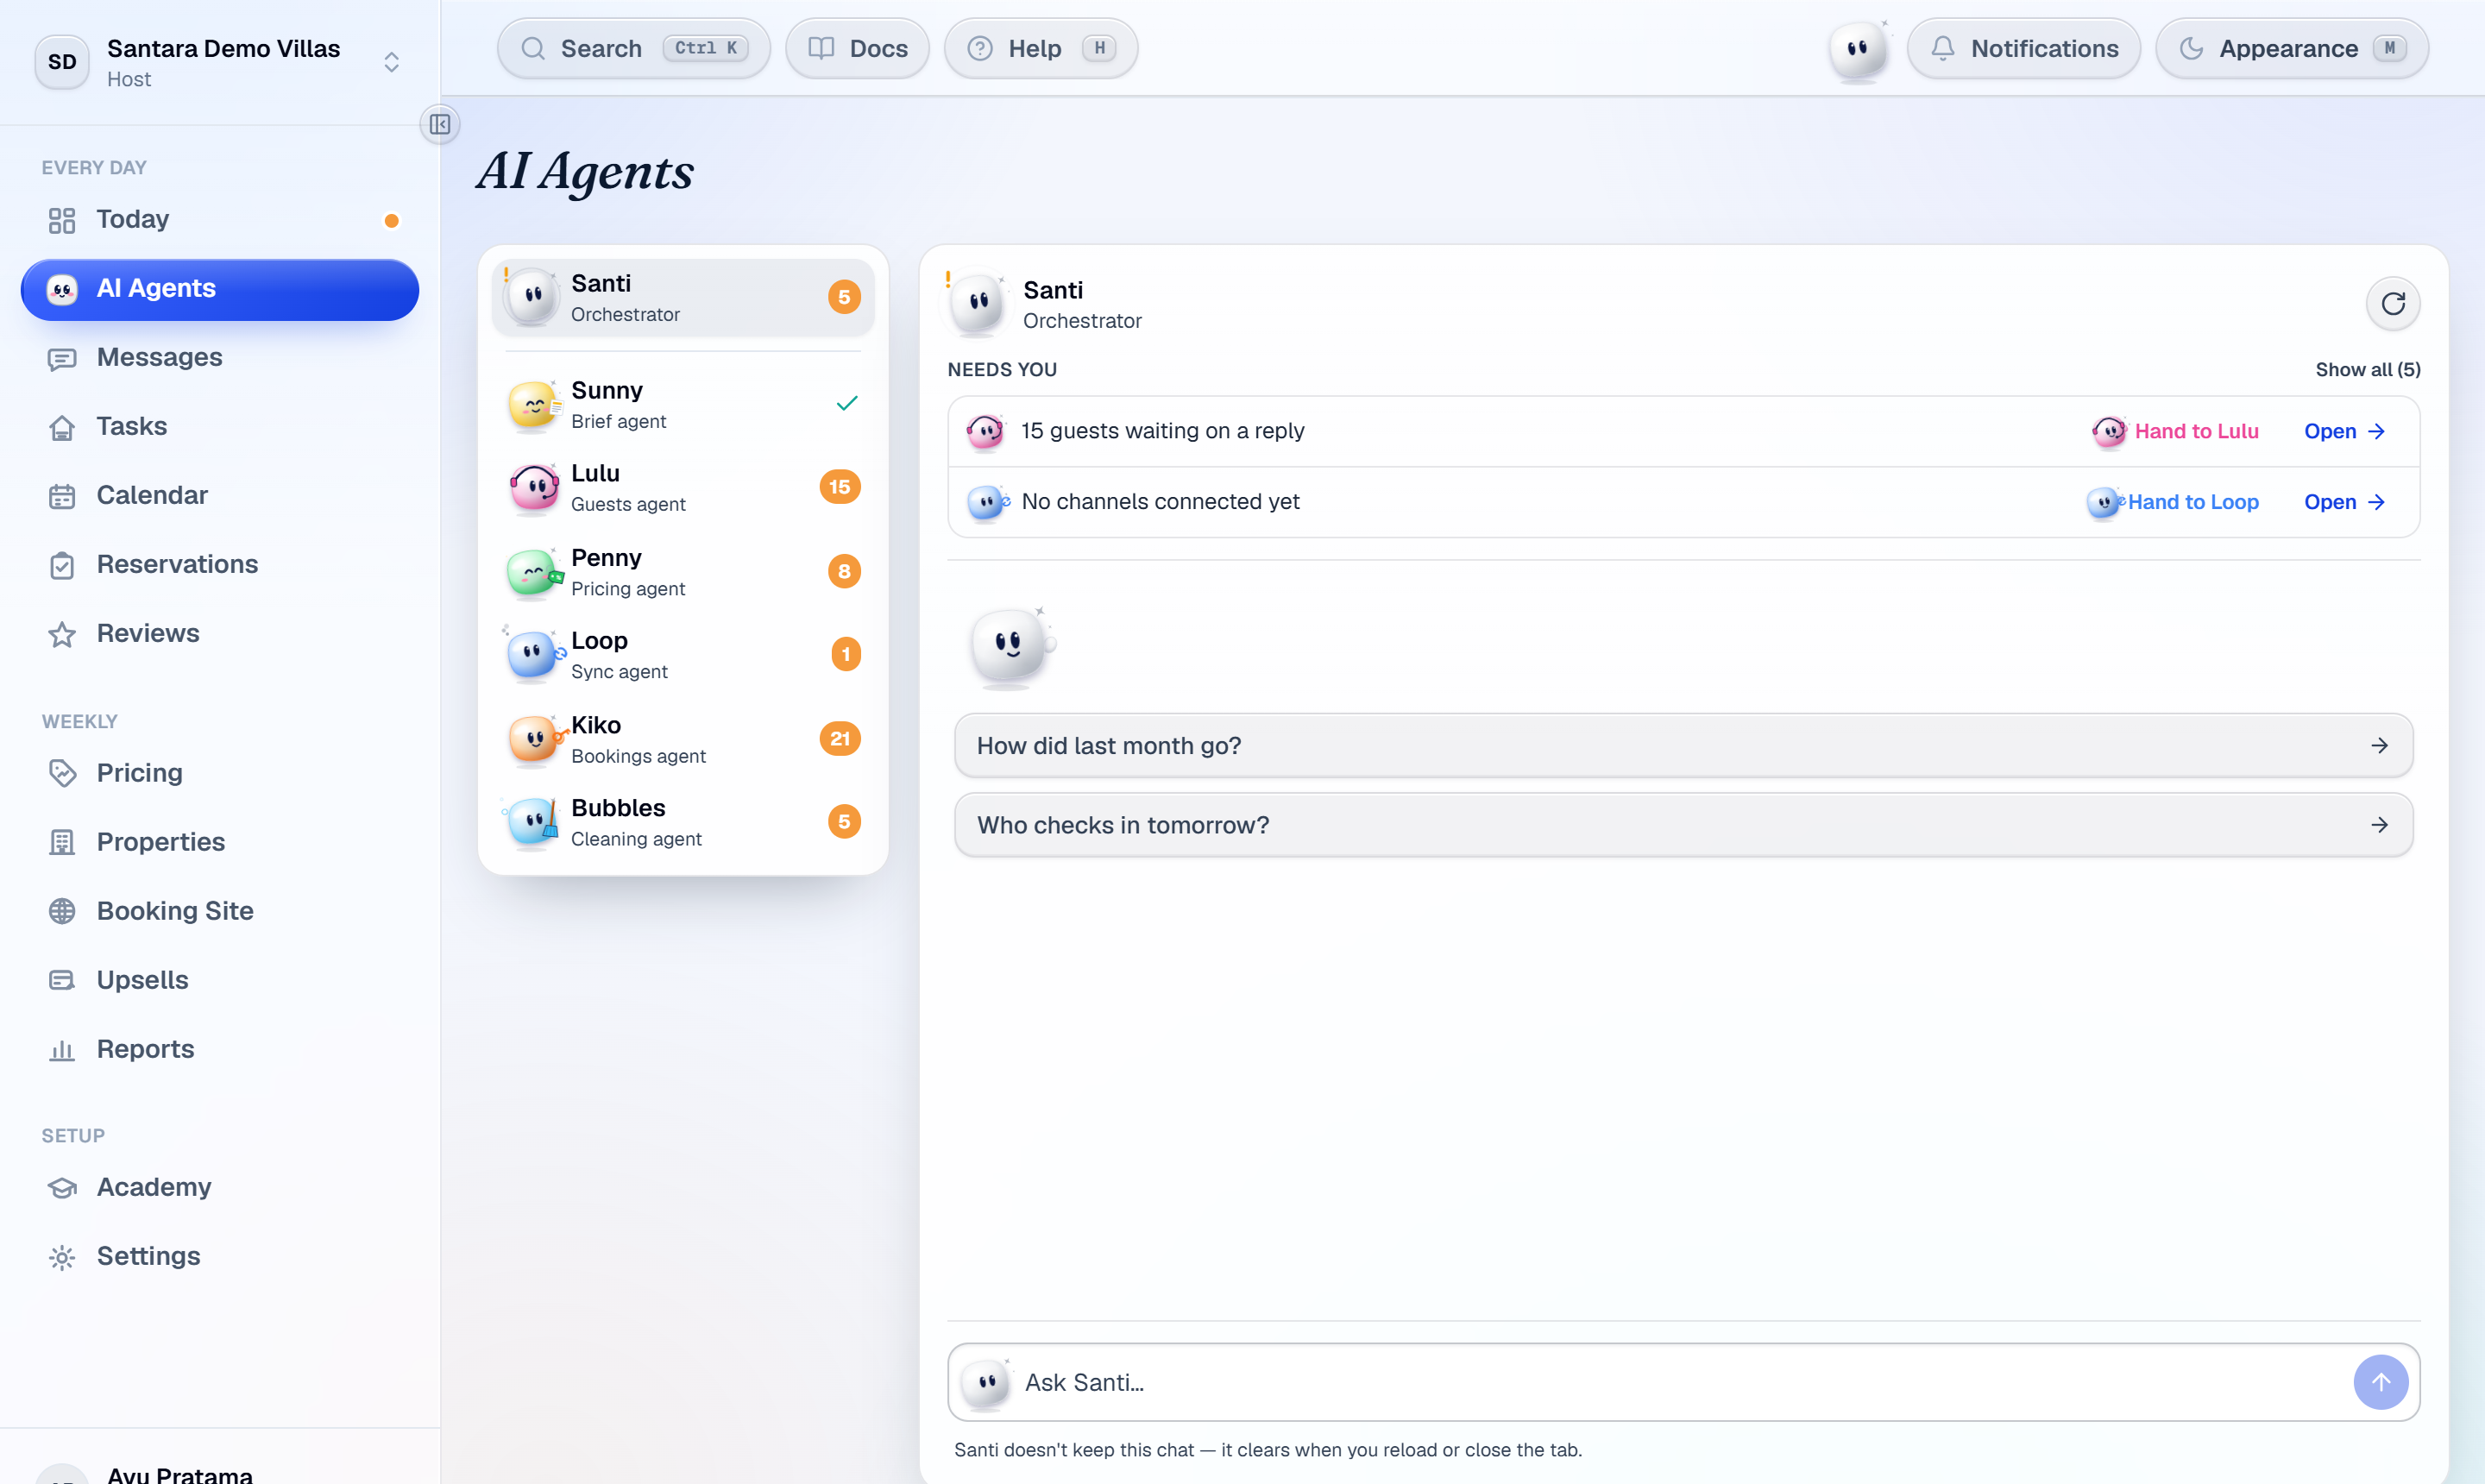 SD
Santara Demo Villas
Host
Search Ctrl K
Docs
Help H
Notifications
Appearance M
EVERY DAY
Today
AI Agents
Messages
Tasks
Calendar
Reservations
Reviews
WEEKLY
Pricing
Properties
Booking Site
Upsells
Reports
SETUP
Academy
Settings
Ayu Pratama
AI Agents
Santi
Orchestrator
5
Sunny
Brief agent
Lulu
Guests agent
15
Penny
Pricing agent
8
Loop
Sync agent
1
Kiko
Bookings agent
21
Bubbles
Cleaning agent
5
Santi
Orchestrator
NEEDS YOU
Show all (5)
15 guests waiting on a reply
Hand to Lulu
Open
No channels connected yet
Hand to Loop
Open
How did last month go?
Who checks in tomorrow?
Ask Santi...
Santi doesn't keep this chat — it clears when you reload or close the tab.